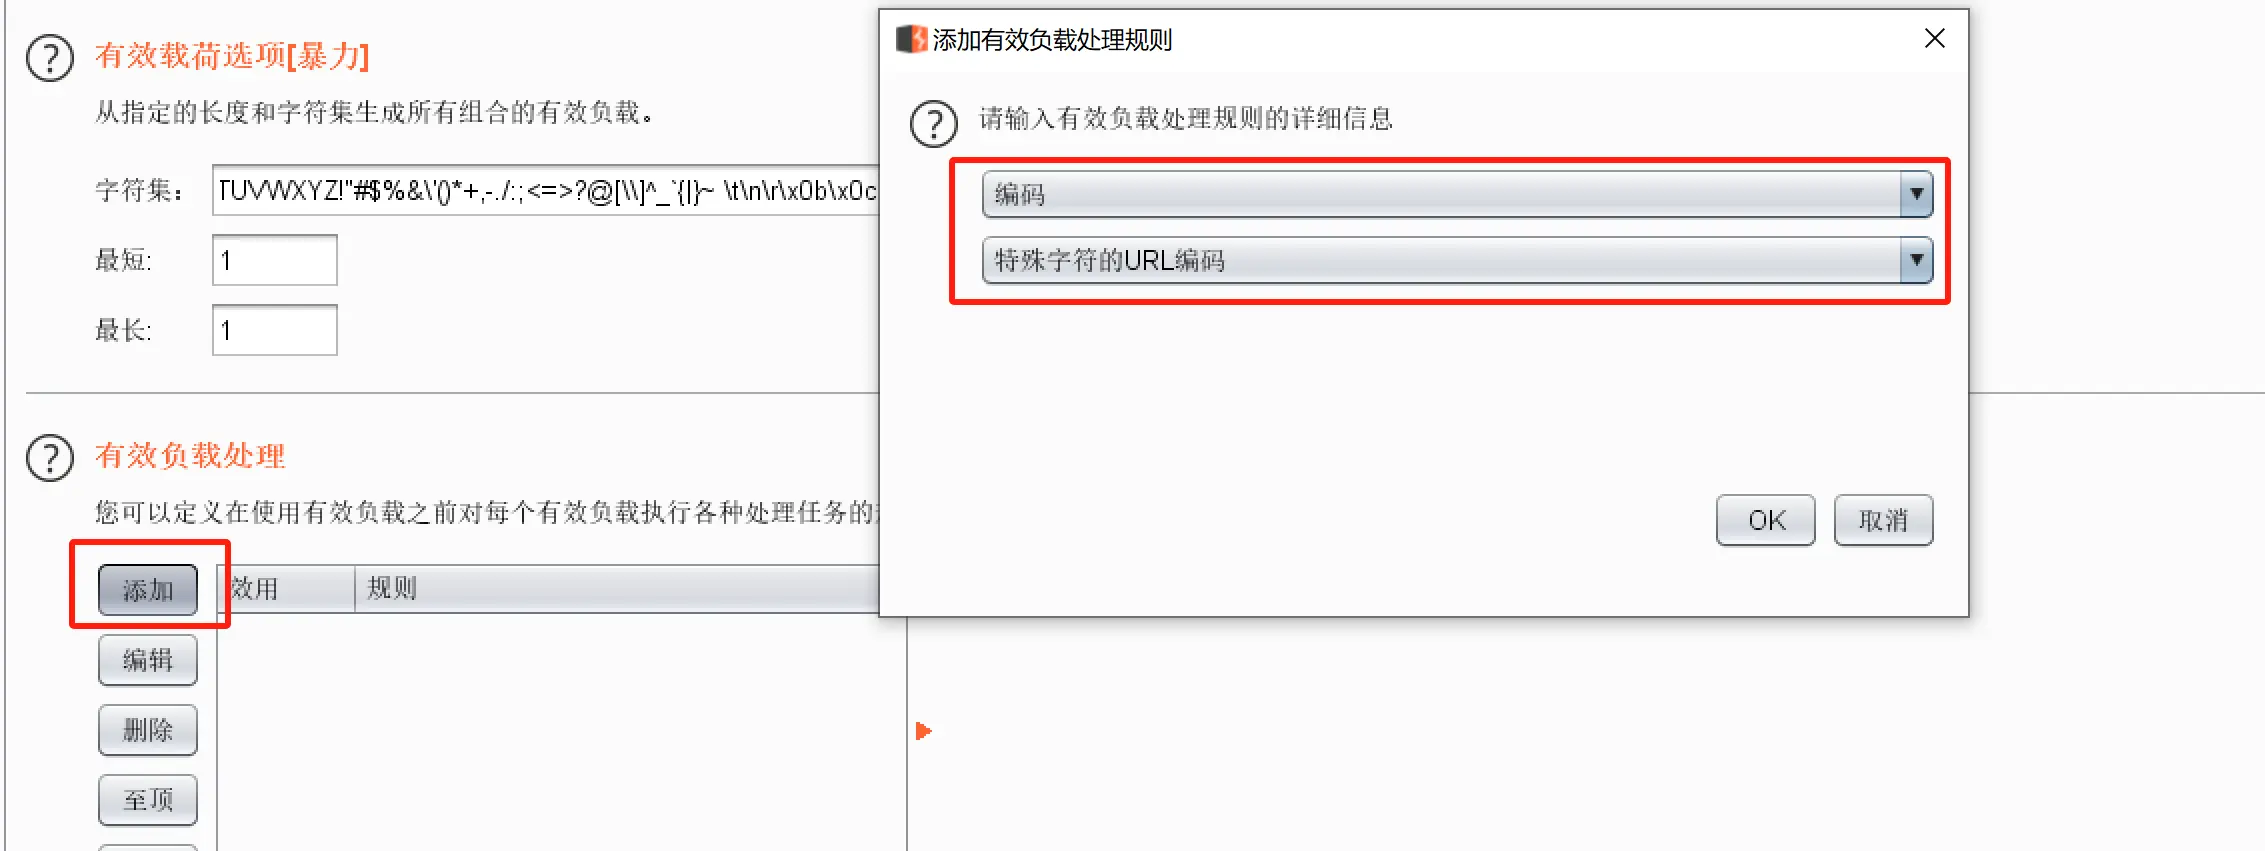 有效载荷选项[暴力]
从指定的长度和字符集生成所有组合的有效负载。
字符集: TUVWXYZ!"#$%&\'()*+,-./:;<=>?@[\\]^_`{|}~ \t\n\r\x0b\x0c
最短: 1
最长: 1
有效负载处理
您可以定义在使用有效负载之前对每个有效负载执行各种处理任务的
添加
效用
规则
编辑
删除
至顶
添加有效负载处理规则
请输入有效负载处理规则的详细信息
编码
特殊字符的URL编码
OK
取消